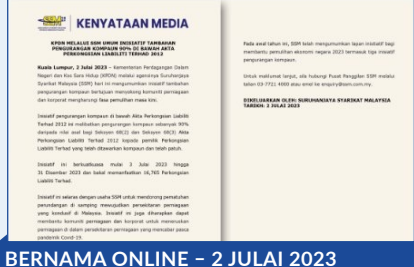 KENYATAAN MEDIA
KPDN MELALUI SSM UMUM INISIATIF TAMBAHAN
PENGURANGAN KOMPAUN 90% DI BAWAH AKTA
PERKONGSIAN LIABILITI TERHAD 2012
Kuala Lumpur, 2 Julai 2023 – Kementerian Perdagangan Dalam
Negeri dan Kos Sara Hidup (KPDN) melalui agensinya Suruhanjaya
Syarikat Malaysia (SSM) hari ini mengumumkan inisiatif tambahan
pengurangan kompaun bertujuan menyokong komuniti perniagaan
dan korporat mengharungi fasa pemulihan masa kini.
Inisiatif pengurangan kompaun di bawah Akta Perkongsian Liabiliti
Terhad 2012 ini melibatkan pengurangan kompaun sebanyak 90%
daripada nilai asal bagi Seksyen 68(2) dan Seksyen 68(3) Akta
Perkongsian Liabiliti Terhad 2012 kepada pemilik Perkongsian
Liabiliti Terhad yang telah ditawarkan kompaun dan telah patuh.
Inisiatif ini berkuatkuasa mulai 3 Julai 2023 hingga
31 Disember 2023 dan bakal memanfaatkan 16,765 Perkongsian
Liabiliti Terhad.
Inisiatif ini selaras dengan usaha SSM untuk mendorong pematuhan
perundangan di samping mewujudkan persekitaran perniagaan
yang kondusif di Malaysia. Inisiatif ini juga diharapkan dapat
membantu komuniti perniagaan dan korporat untuk meneruskan
perniagaan di dalam persekitaran perniagaan yang mencabar pasca
pandemik Covid-19.
Pada awal tahun ini, SSM telah mengumumkan lapan inisiatif bagi
membantu pemulihan ekonomi negara 2023 termasuk tiga inisiatif
pengurangan kompaun.
Untuk maklumat lanjut, sila hubungi Pusat Panggilan SSM melalui
talian 03-7721 4000 atau emel ke enquiry@ssm.com.my.
DIKELUARKAN OLEH: SURUHANJAYA SYARIKAT MALAYSIA
TARIKH: 2 JULAI 2023
BERNAMA ONLINE – 2 JULAI 2023